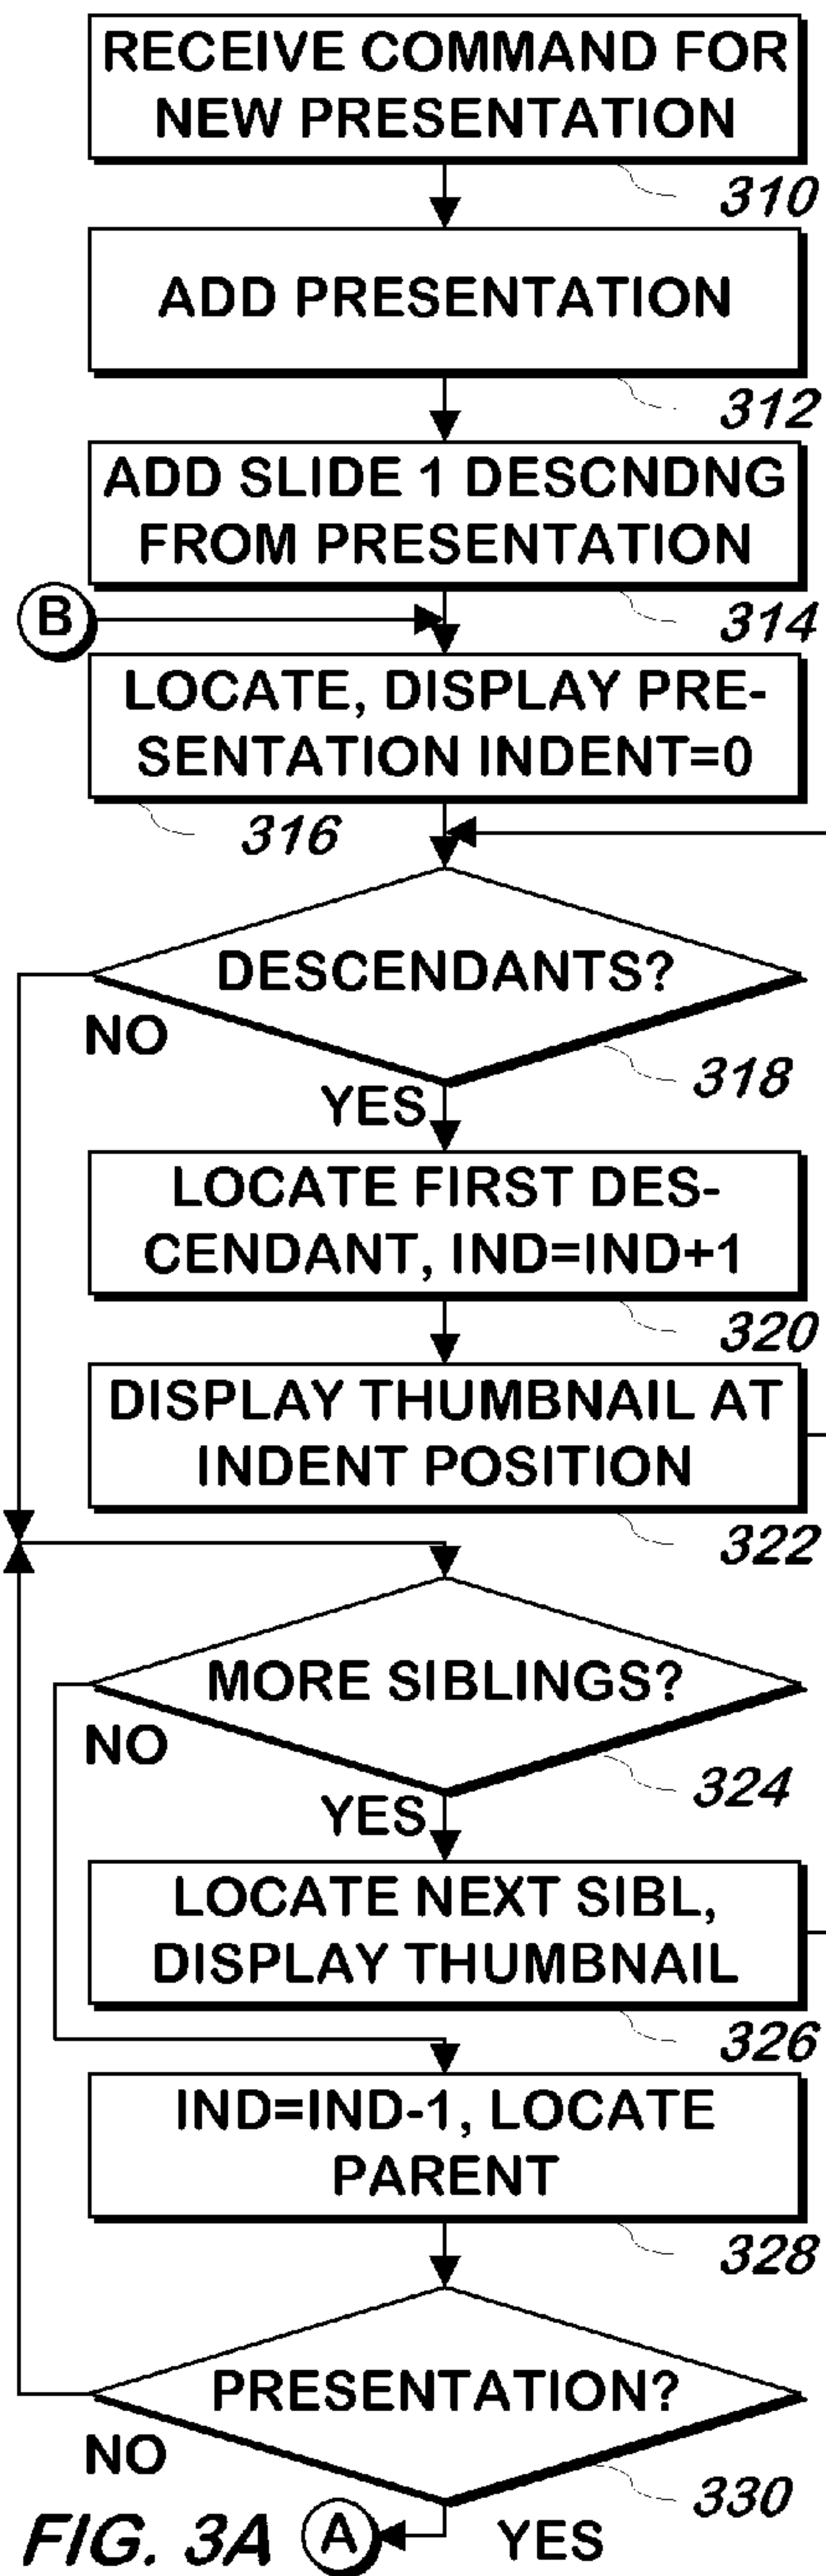 RECEIVE COMMAND FOR
NEW PRESENTATION
310
ADD PRESENTATION
312
ADD SLIDE 1 DESCNDNG
FROM PRESENTATION
314
B
LOCATE, DISPLAY PRE-
SENTATION INDENT=0
316
DESCENDANTS?
NO
318
YES
LOCATE FIRST DES-
CENDANT, IND=IND+1
320
DISPLAY THUMBNAIL AT
INDENT POSITION
322
MORE SIBLINGS?
NO
324
YES
LOCATE NEXT SIBL,
DISPLAY THUMBNAIL
326
IND=IND-1, LOCATE
PARENT
328
PRESENTATION?
NO
330
FIG. 3A
A
YES